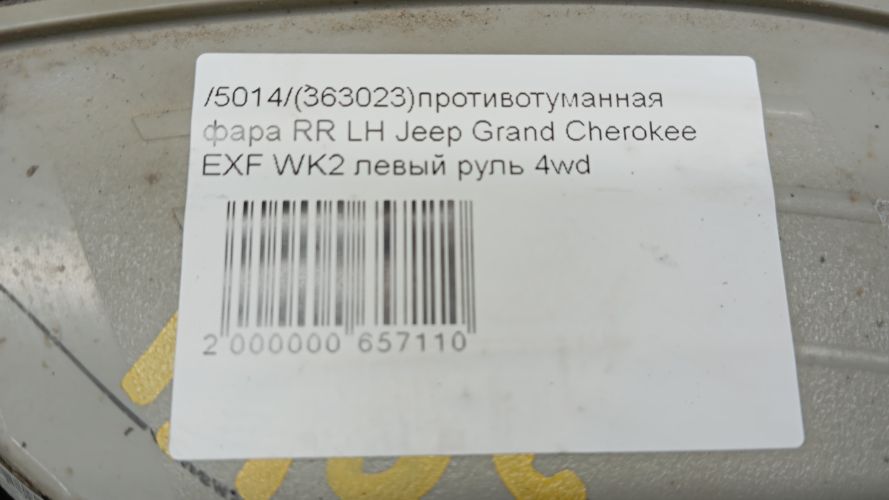 /5014/(363023)противотуманная
фара RR LH Jeep Grand Cherokee
EXF WK2 левый руль 4wd
2 000000 657110